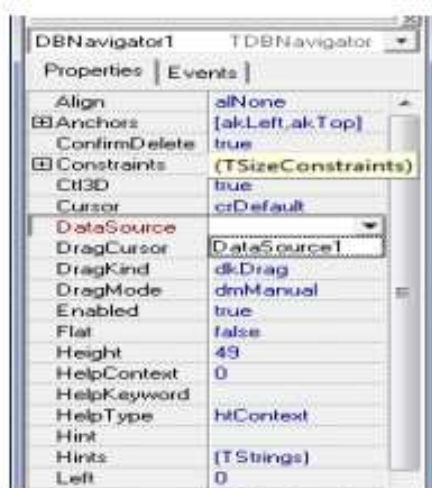 DBNavigator1 TDBNavigator
Properties Events
Align alNone
Anchors [akLeft,akTop]
ConfirmDelete true
Constraints (TSizeConstraints)
Ctl3D true
Cursor crDefault
DataSource
DragCursor DataSource1
DragKind dkDrag
DragMode dmManual
Enabled true
Flat false
Height 49
HelpContext 0
HelpKeyword
HelpType htContext
Hint
Hints (TStrings)
Left 0